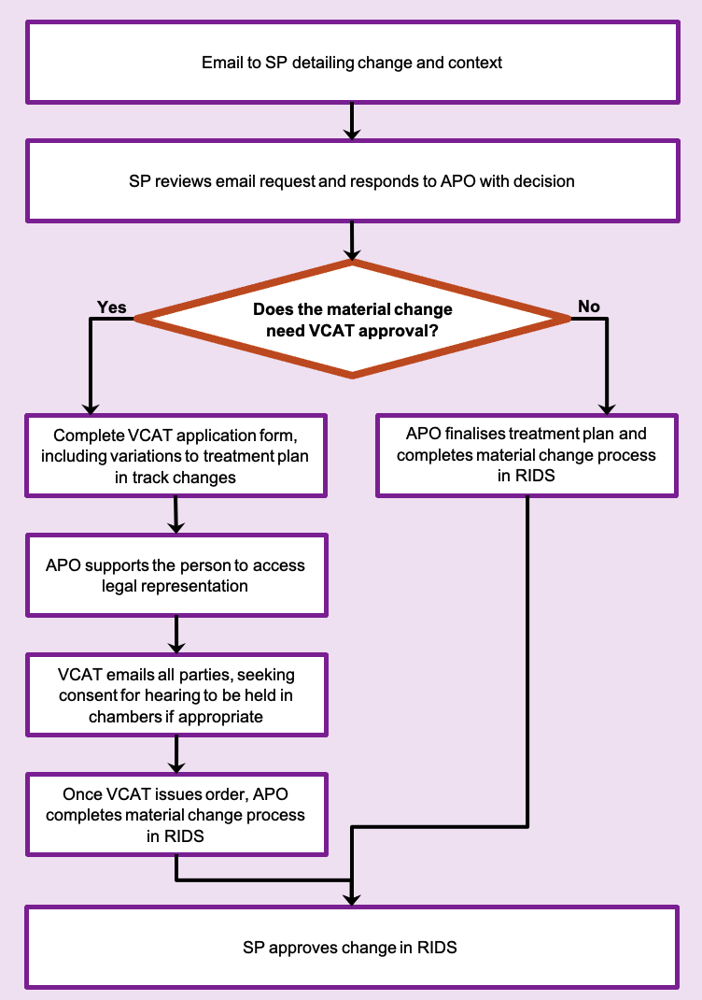 Email to SP detailing change and context
SP reviews email request and responds to APO with decision
Does the material change
need VCAT approval?
Yes
No
Complete VCAT application form,
including variations to treatment plan
in track changes
APO finalises treatment plan and
completes material change process
in RIDS
APO supports the person to access
legal representation
VCAT emails all parties, seeking
consent for hearing to be held in
chambers if appropriate
Once VCAT issues order, APO
completes material change process
in RIDS
SP approves change in RIDS